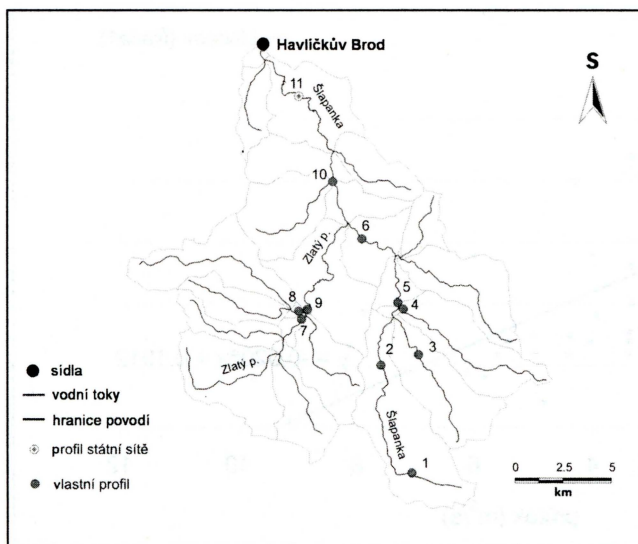 Havlíčkův Brod
S
11
Šlapanka
10
6
Zlatý p.
5
4
8
9
7
3
2
Zlatý p.
Šlapanka
1
sídla
vodní toky
hranice povodí
profil státní sítě
vlastní profil
0 2.5 5
km